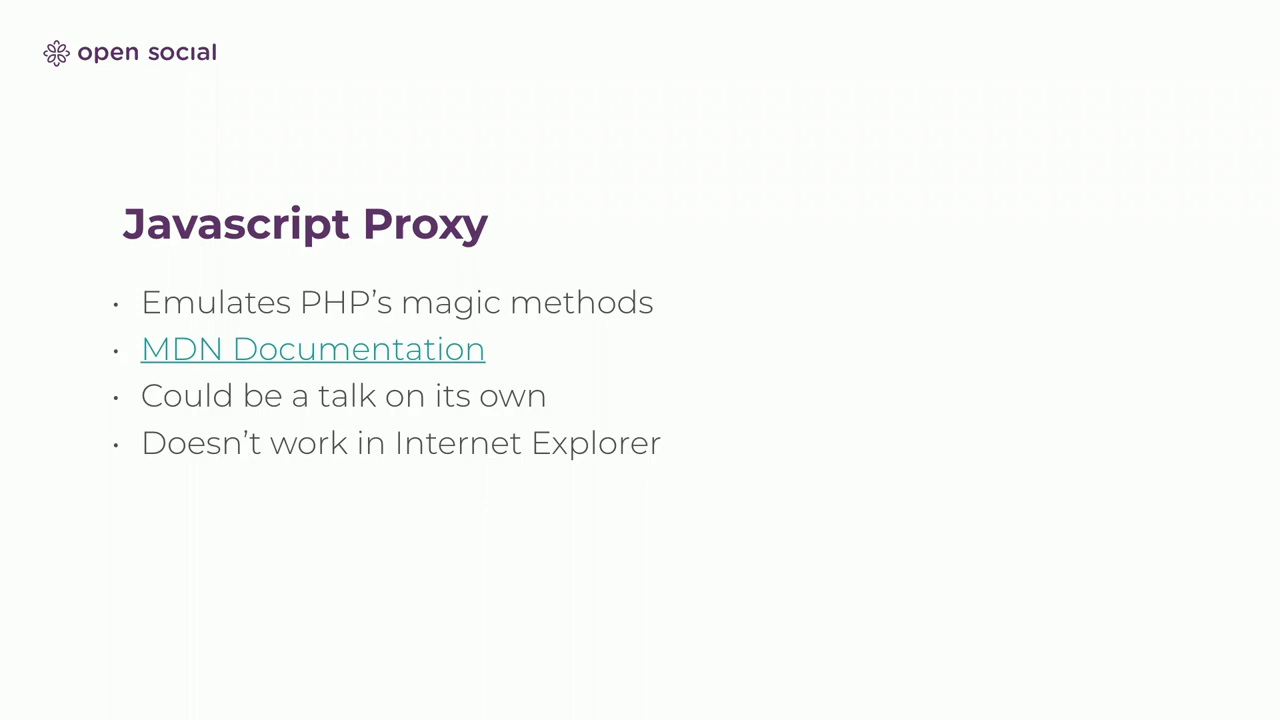 open social
Javascript Proxy
• Emulates PHP’s magic methods
• MDN Documentation
• Could be a talk on its own
• Doesn’t work in Internet Explorer